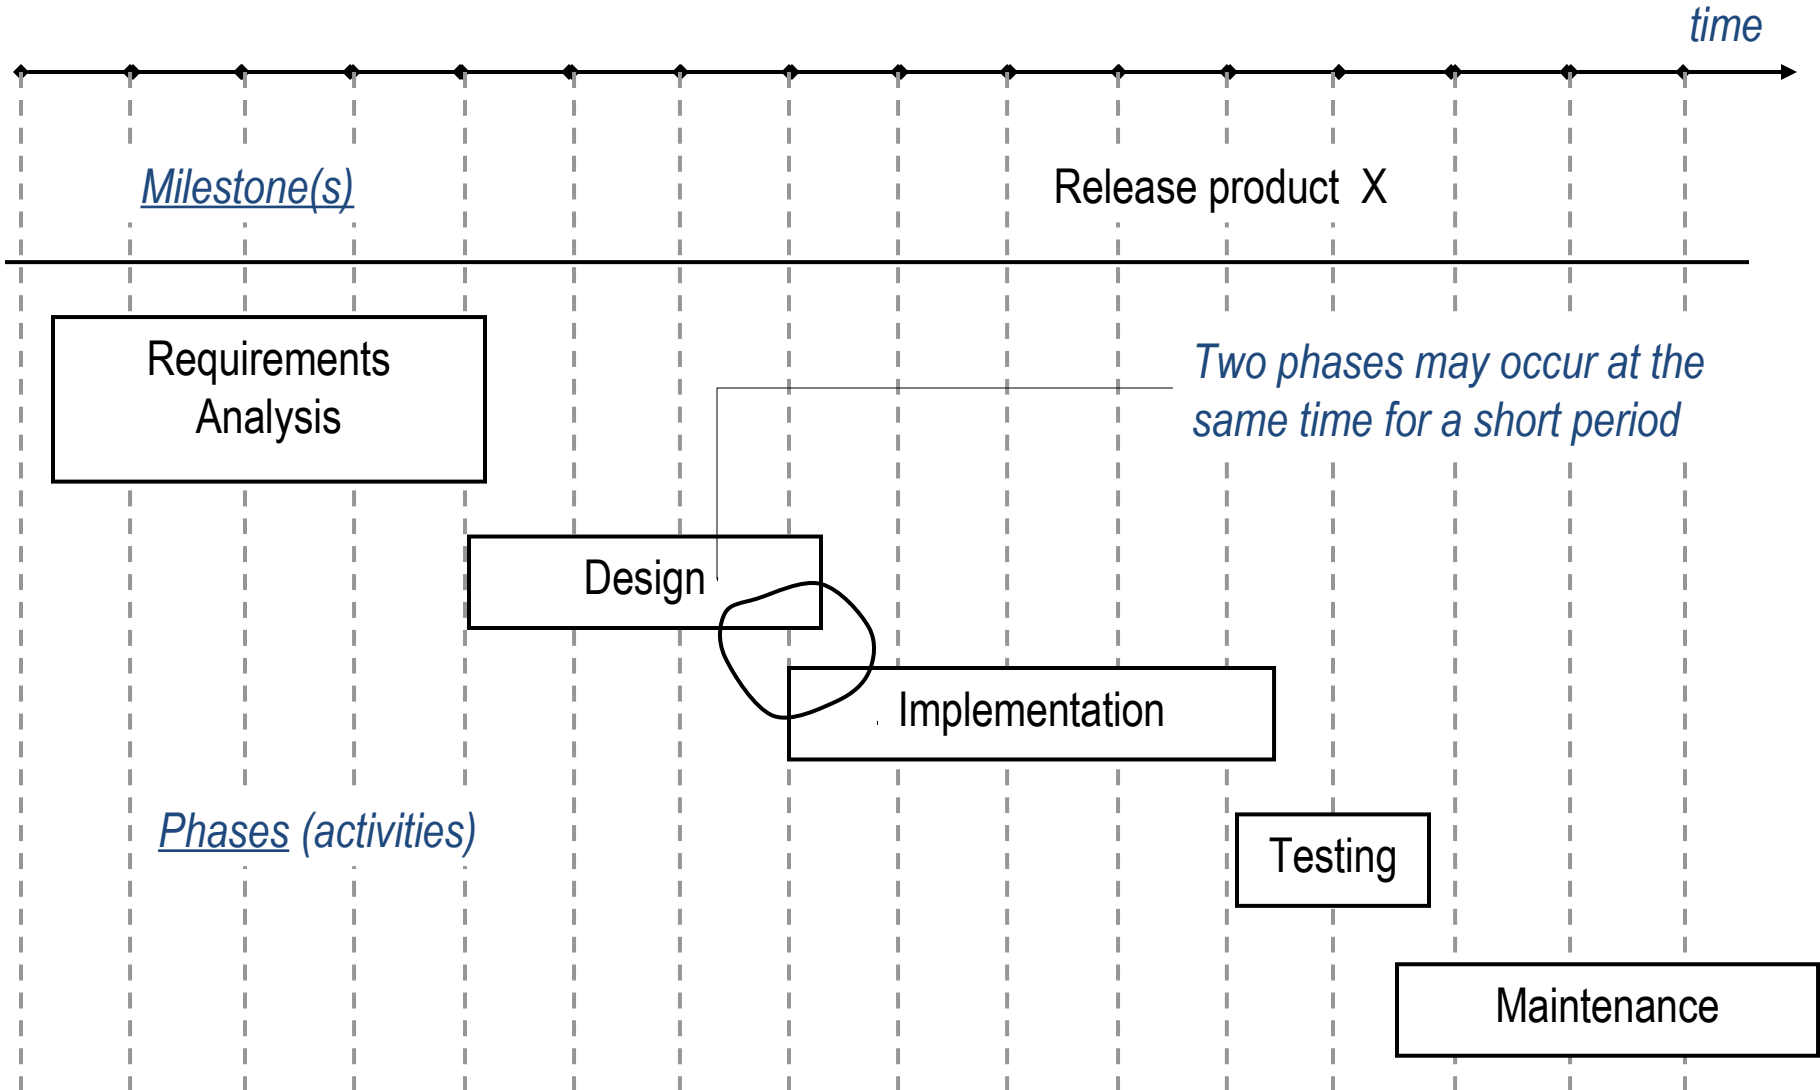 time
Milestone(s)
Release product X
Requirements
Analysis
Two phases may occur at the
same time for a short period
Design
Implementation
Phases (activities)
Testing
Maintenance